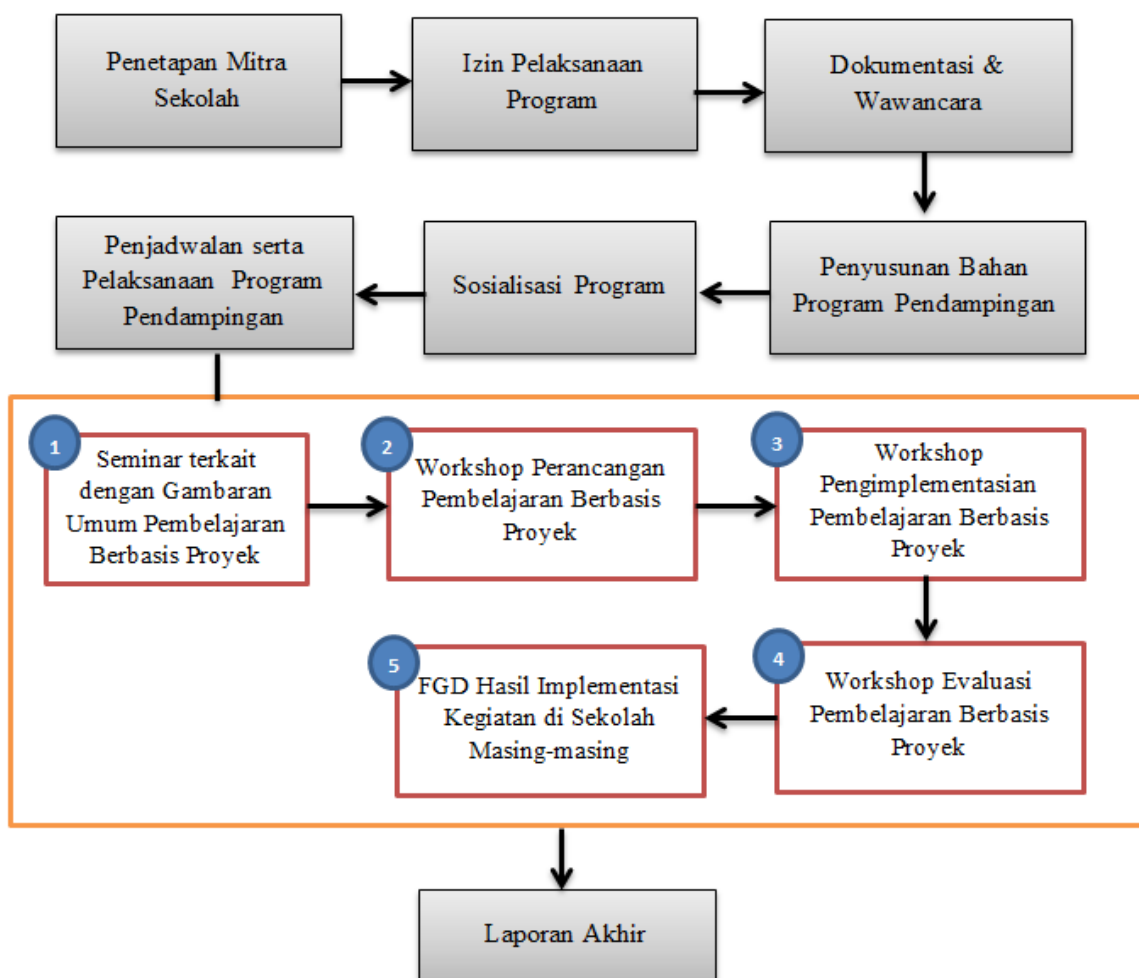 Penetapan Mitra
Sekolah
Izin Pelaksanaan
Program
Dokumentasi &
Wawancara
Penjadwalan serta
Pelaksanaan Program
Pendampingan
Sosialisasi Program
Penyusunan Bahan
Program Pendampingan
1
Seminar terkait
dengan Gambaran
Umum Pembelajaran
Berbasis Proyek
2
Workshop Perancangan
Pembelajaran Berbasis
Proyek
3
Workshop
Pengimplementasian
Pembelajaran Berbasis
Proyek
5
FGD Hasil Implementasi
Kegiatan di Sekolah
Masing-masing
4
Workshop Evaluasi
Pembelajaran Berbasis
Proyek
Laporan Akhir